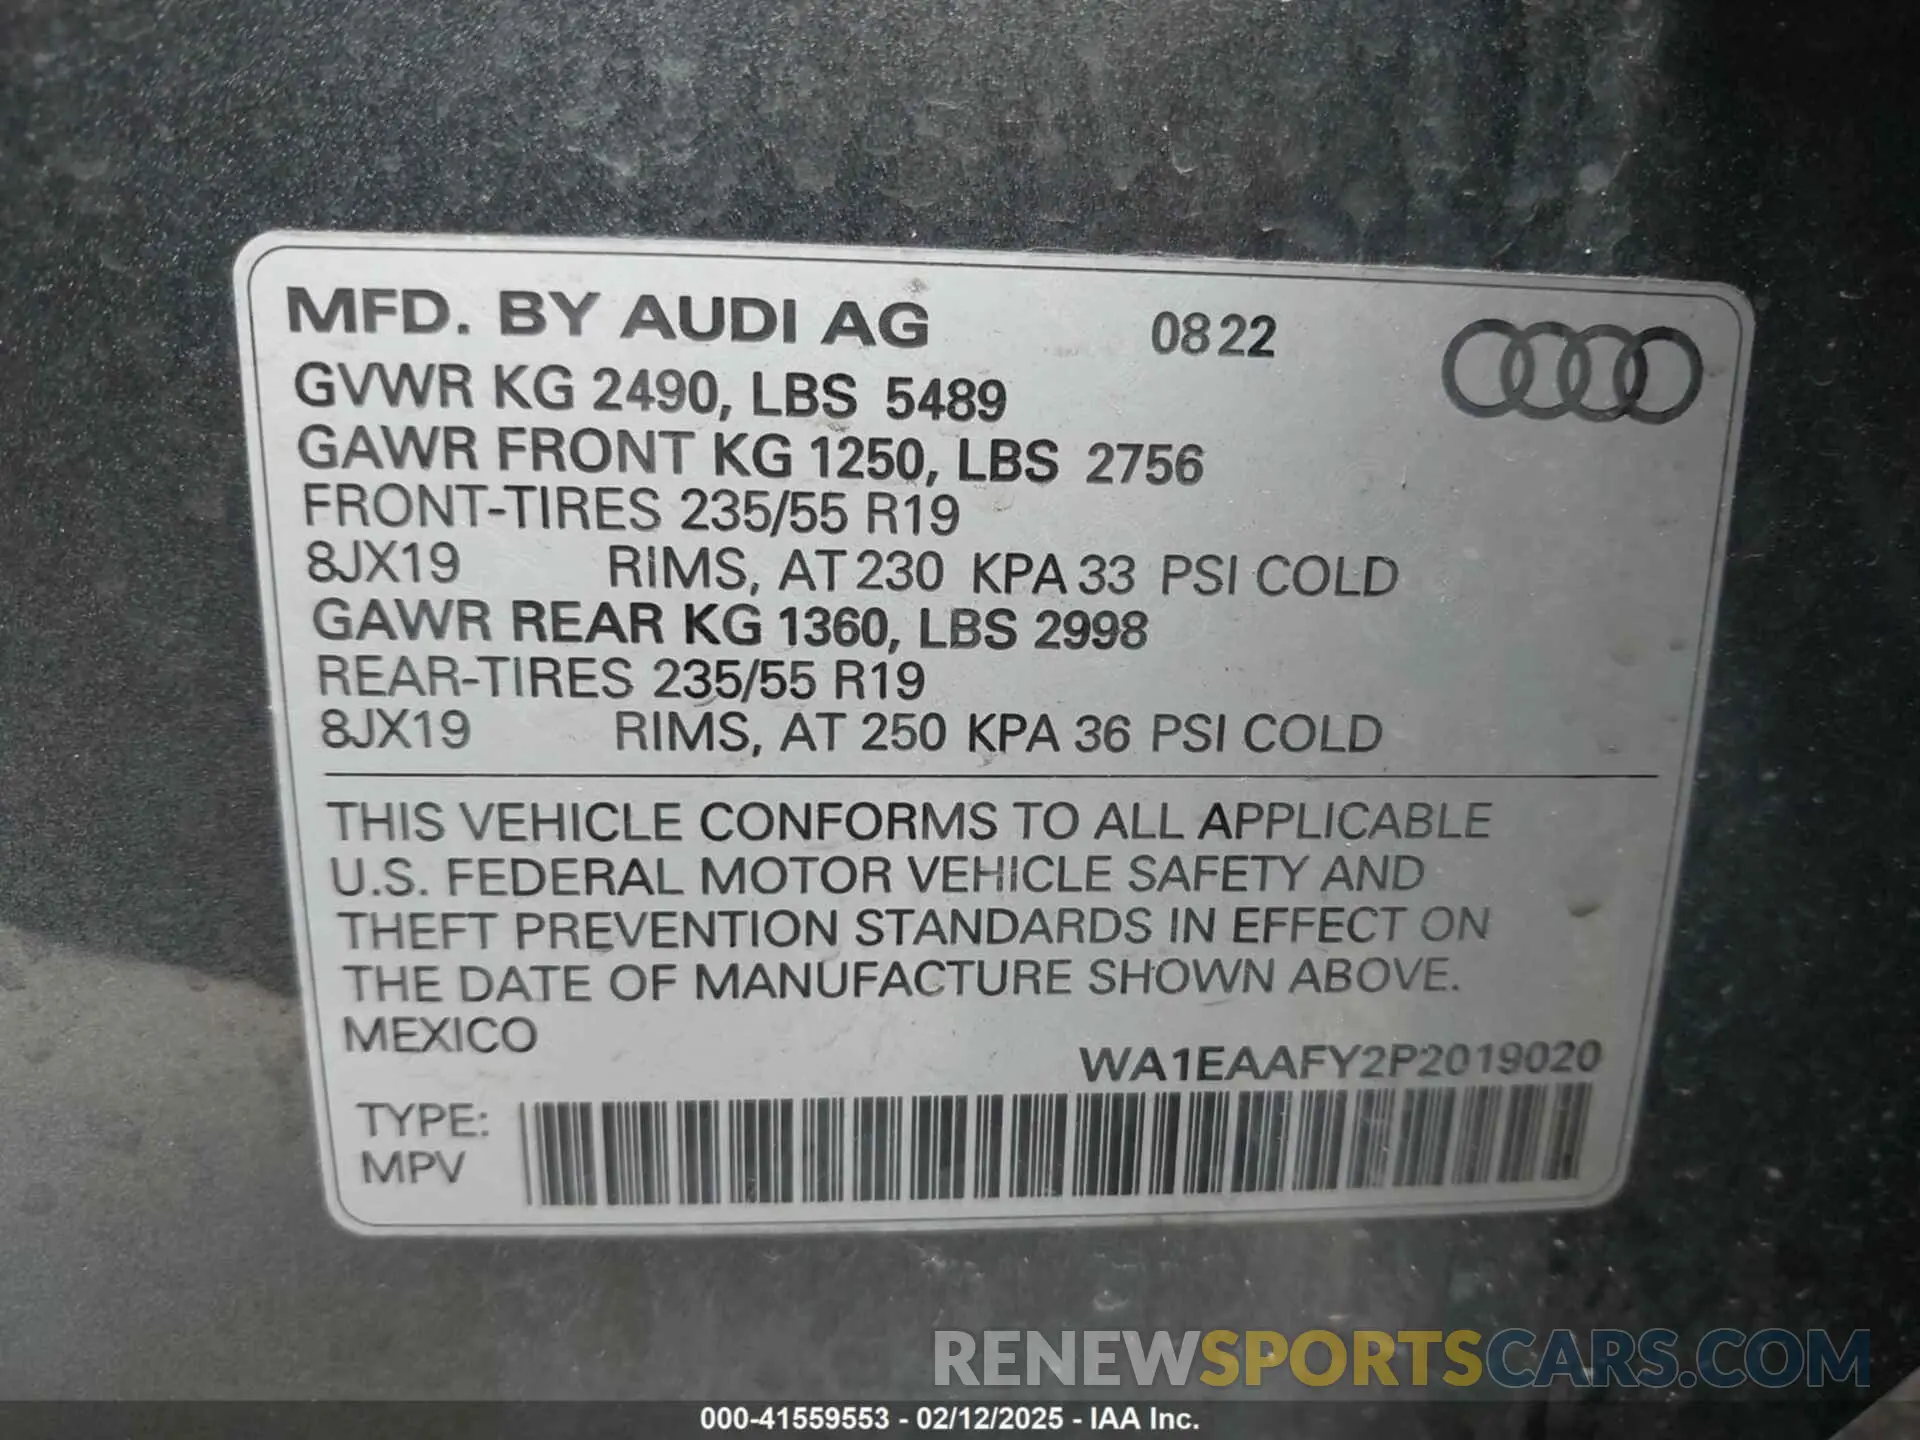 MFD. BY AUDI AG 0822
GVWR KG 2490, LBS 5489
GAWR FRONT KG 1250, LBS 2756
FRONT-TIRES 235/55 R19
8JX19 RIMS, AT 230 KPA 33 PSI COLD
GAWR REAR KG 1360, LBS 2998
REAR-TIRES 235/55 R19
8JX19 RIMS, AT 250 KPA 36 PSI COLD
THIS VEHICLE CONFORMS TO ALL APPLICABLE
U.S. FEDERAL MOTOR VEHICLE SAFETY AND
THEFT PREVENTION STANDARDS IN EFFECT ON
THE DATE OF MANUFACTURE SHOWN ABOVE.
MEXICO
WA1EAAFY2P2019020
TYPE:
MPV
RENEWSPORTSCARS.COM
000-41559553 - 02/12/2025 - IAA Inc.